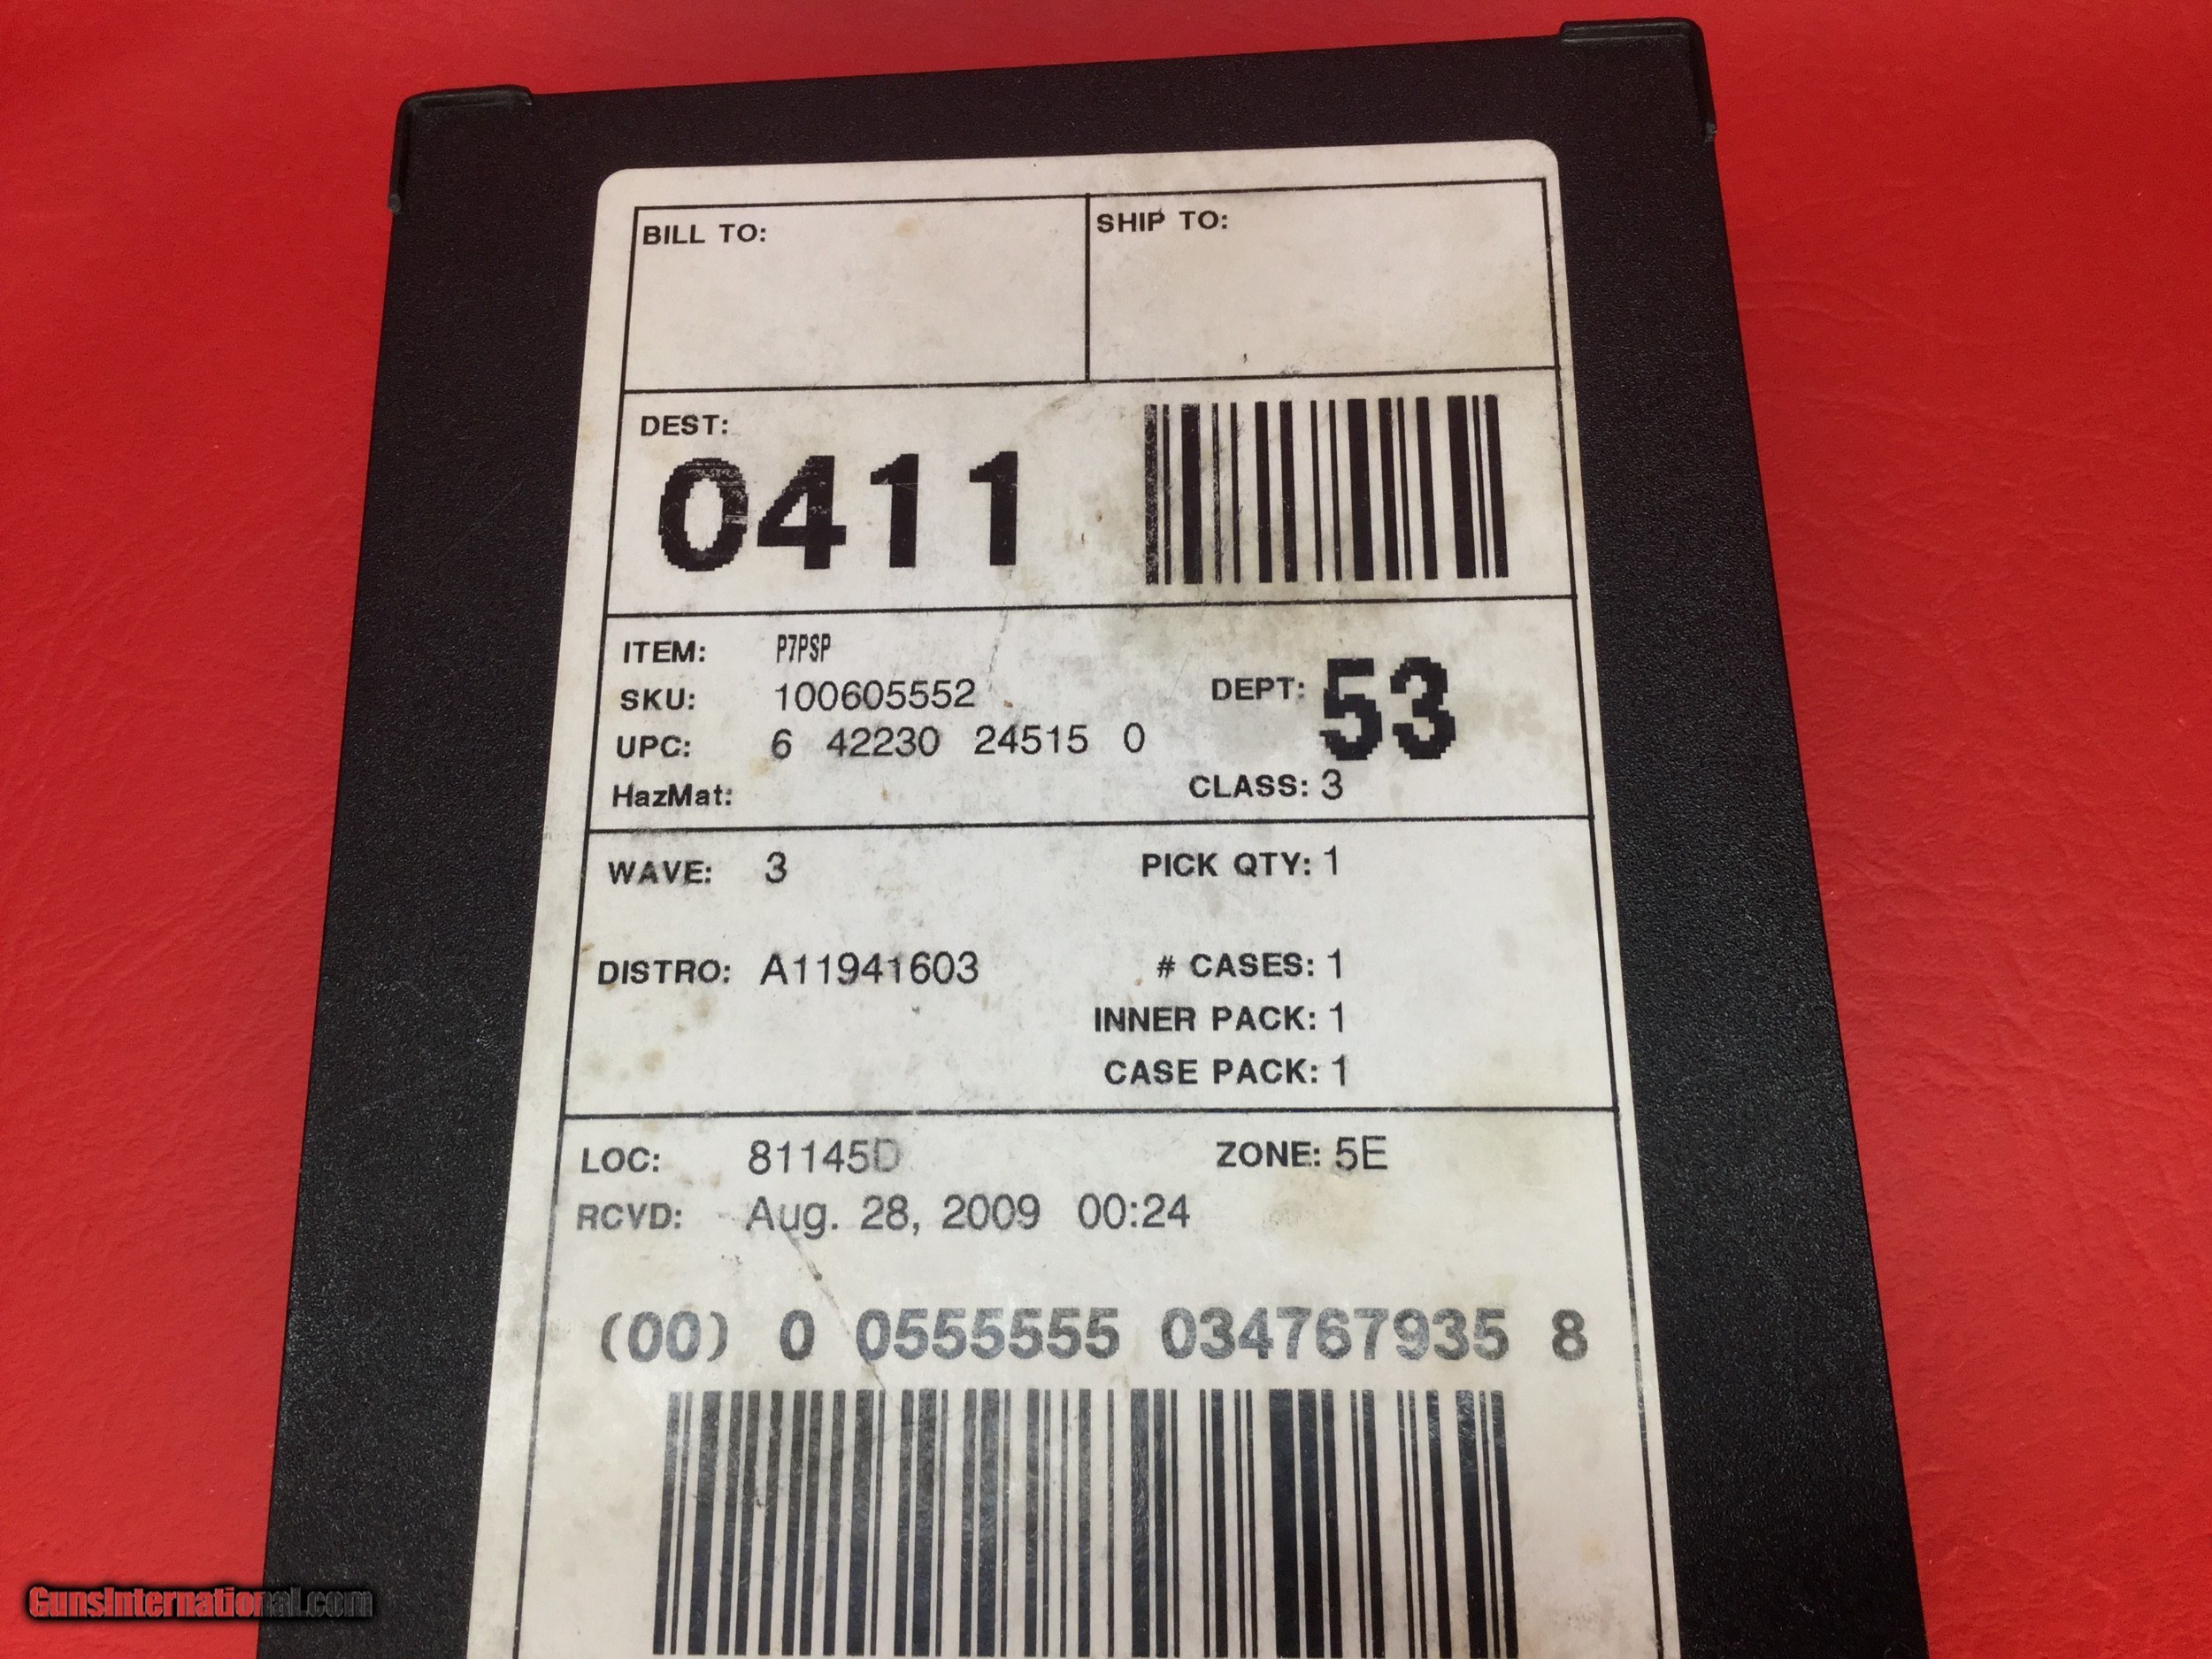 BILL TO:
SHIP TO:
DEST:
0411
ITEM: P7PSP
SKU: 100605552
UPC: 6 42230 24515 0
HazMat:
DEPT: 53
CLASS: 3
WAVE: 3
PICK QTY: 1
DISTRO: A11941603
# CASES: 1
INNER PACK: 1
CASE PACK: 1
LOC: 81145D
ZONE: 5E
RCVD: Aug. 28, 2009 00:24
(00) 0 0555555 034767935 8
GunsInternational.com